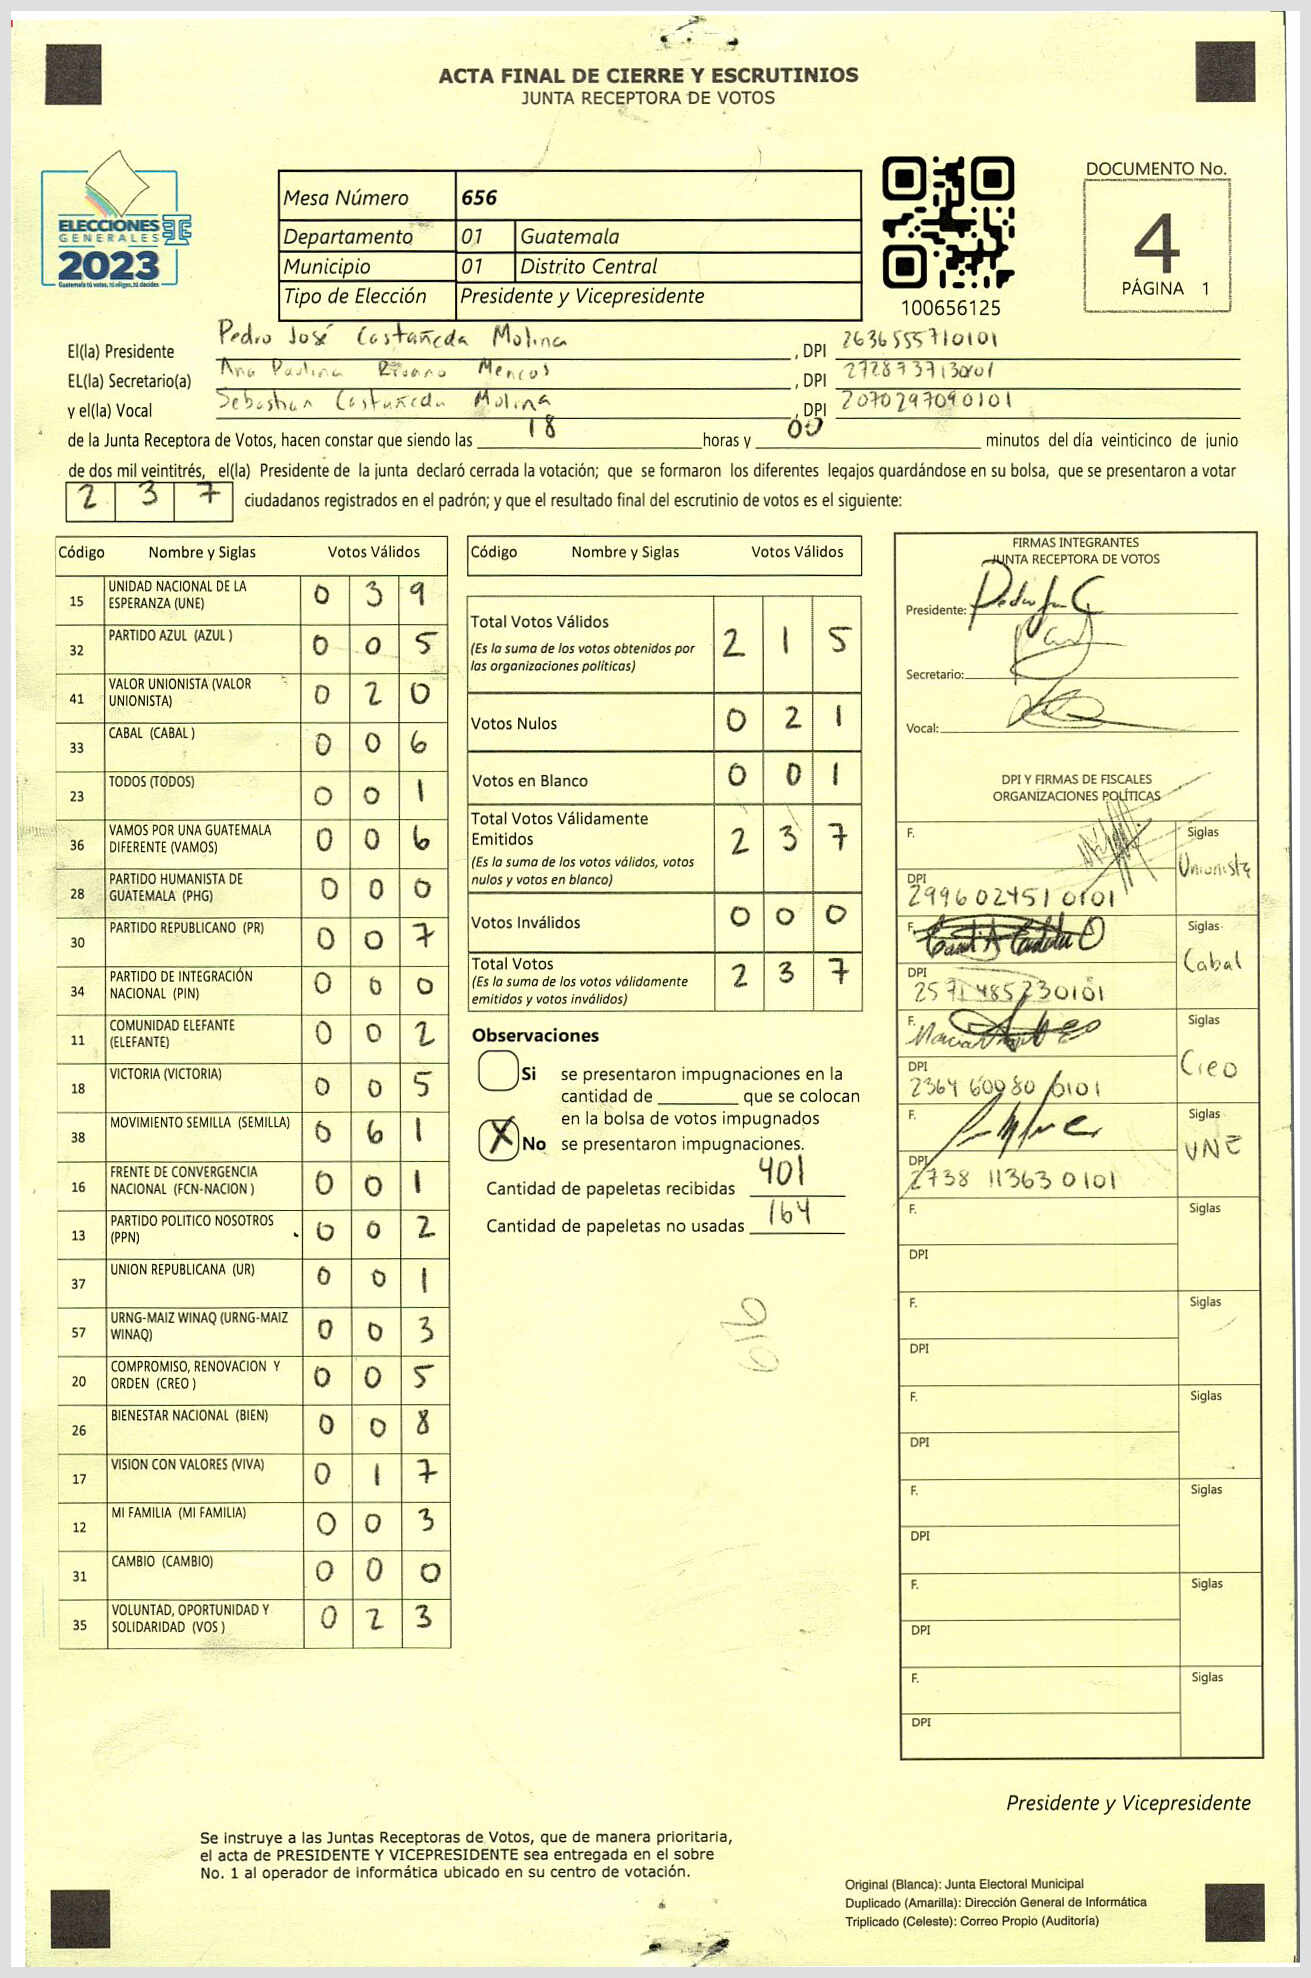 ACTA FINAL DE CIERRE Y ESCRUTINIOS
JUNTA RECEPTORA DE VOTOS
ELECCIONES
GENERALES
2023
Guatemala tú votas, tú eliges, tú decides
Mesa Número 656
Departamento 01 Guatemala
Municipio 01 Distrito Central
Tipo de Elección Presidente y Vicepresidente
100656125
DOCUMENTO No.
4
PÁGINA 1
El(la) Presidente Pedro José Castañeda Molina , DPI 2636555710101
EL(la) Secretario(a) Ana Paulina Mencos , DPI
y el(la) Vocal Sebastian Castañeda Molina , DPI 2070297090101
de la Junta Receptora de Votos, hacen constar que siendo las 18 horas y 00 minutos del día veinticinco de junio
de dos mil veintitrés, el(la) Presidente de la junta declaró cerrada la votación; que se formaron los diferentes legajos quardándose en su bolsa, que se presentaron a votar
2 3 7 ciudadanos registrados en el padrón; y que el resultado final del escrutinio de votos es el siguiente:
Código Nombre y Siglas Votos Válidos
15 UNIDAD NACIONAL DE LA ESPERANZA (UNE) 0 3 9
32 PARTIDO AZUL (AZUL ) 0 0 5
41 VALOR UNIONISTA (VALOR UNIONISTA) 0 2 0
33 CABAL (CABAL ) 0 0 6
23 TODOS (TODOS) 0 0 1
36 VAMOS POR UNA GUATEMALA DIFERENTE (VAMOS) 0 0 6
28 PARTIDO HUMANISTA DE GUATEMALA (PHG) 0 0 0
30 PARTIDO REPUBLICANO (PR) 0 0 7
34 PARTIDO DE INTEGRACIÓN NACIONAL (PIN) 0 0 0
11 COMUNIDAD ELEFANTE (ELEFANTE) 0 0 2
18 VICTORIA (VICTORIA) 0 0 5
38 MOVIMIENTO SEMILLA (SEMILLA) 0 6 1
16 FRENTE DE CONVERGENCIA NACIONAL (FCN-NACION ) 0 0 1
13 PARTIDO POLITICO NOSOTROS (PPN) 0 0 2
37 UNION REPUBLICANA (UR) 0 0 1
57 URNG-MAIZ WINAQ (URNG-MAIZ WINAQ) 0 0 3
20 COMPROMISO, RENOVACION Y ORDEN (CREO ) 0 0 5
26 BIENESTAR NACIONAL (BIEN) 0 0 8
17 VISION CON VALORES (VIVA) 0 1 7
12 MI FAMILIA (MI FAMILIA) 0 0 3
31 CAMBIO (CAMBIO) 0 0 0
35 VOLUNTAD, OPORTUNIDAD Y SOLIDARIDAD (VOS ) 0 2 3
Código Nombre y Siglas Votos Válidos
Total Votos Válidos 2 1 5
(Es la suma de los votos obtenidos por
las organizaciones políticas)
Votos Nulos 0 2 1
Votos en Blanco 0 0 1
Total Votos Válidamente
Emitidos 2 3 7
(Es la suma de los votos válidos, votos
nulos y votos en blanco)
Votos Inválidos 0 0 0
Total Votos 2 3 7
(Es la suma de los votos válidamente
emitidos y votos inválidos)
Observaciones
Si se presentaron impugnaciones en la
cantidad de ________ que se colocan
en la bolsa de votos impugnados
X No se presentaron impugnaciones.
Cantidad de papeletas recibidas 401
Cantidad de papeletas no usadas 164
FIRMAS INTEGRANTES
JUNTA RECEPTORA DE VOTOS
Presidente:
Secretario:
Vocal:
DPI Y FIRMAS DE FISCALES
ORGANIZACIONES POLÍTICAS
F. Siglas
Unionista
DPI
2996024510101
F. Siglas
Cabal
DPI
2571485230101
F. Siglas
Creo
DPI
2364 60080 0101
F. Siglas
UNE
DPI
2738 11363 0101
F. Siglas
DPI
F. Siglas
DPI
F. Siglas
DPI
F. Siglas
DPI
F. Siglas
DPI
F. Siglas
DPI
Presidente y Vicepresidente
Se instruye a las Juntas Receptoras de Votos, que de manera prioritaria,
el acta de PRESIDENTE Y VICEPRESIDENTE sea entregada en el sobre
No. 1 al operador de informática ubicado en su centro de votación.
Original (Blanca): Junta Electoral Municipal
Duplicado (Amarilla): Dirección General de Informática
Triplicado (Celeste): Correo Propio (Auditoría)